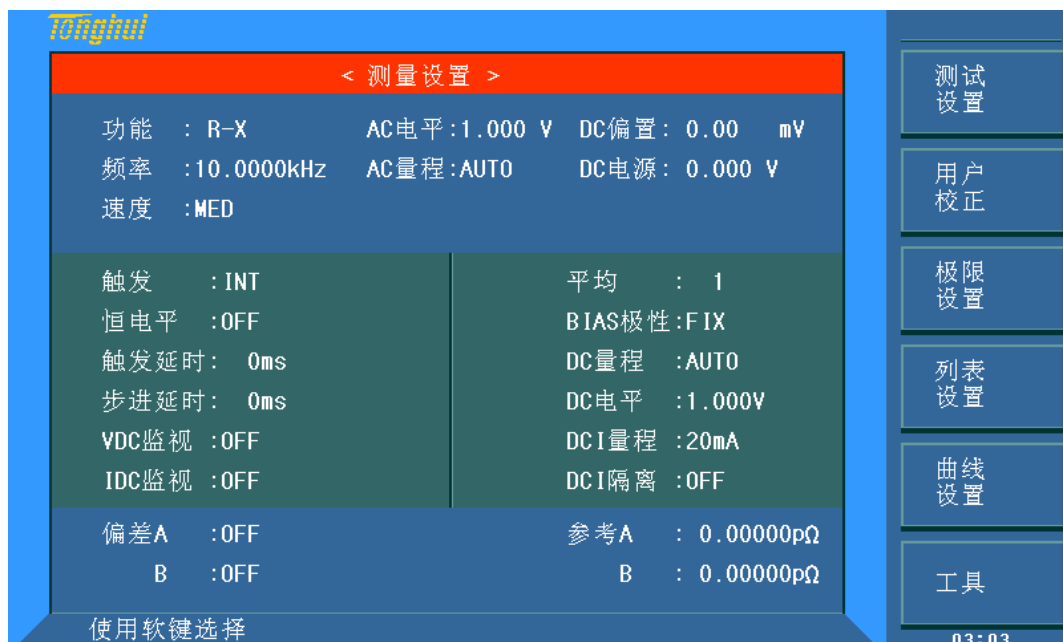 Tonghui
< 测量设置 >
功能 : R-X AC电平:1.000 V DC偏置: 0.00 mV
频率 :10.0000kHz AC量程:AUTO DC电源: 0.000 V
速度 :MED
触发 :INT 平均 : 1
恒电平 :OFF BIAS极性:FIX
触发延时: 0ms DC量程 :AUTO
步进延时: 0ms DC电平 :1.000V
VDC监视 :OFF DCI量程 :20mA
IDC监视 :OFF DCI隔离 :OFF
偏差A :OFF 参考A : 0.00000pΩ
B :OFF B : 0.00000pΩ
使用软键选择
测试
设置
用户
校正
极限
设置
列表
设置
曲线
设置
工具
03:03